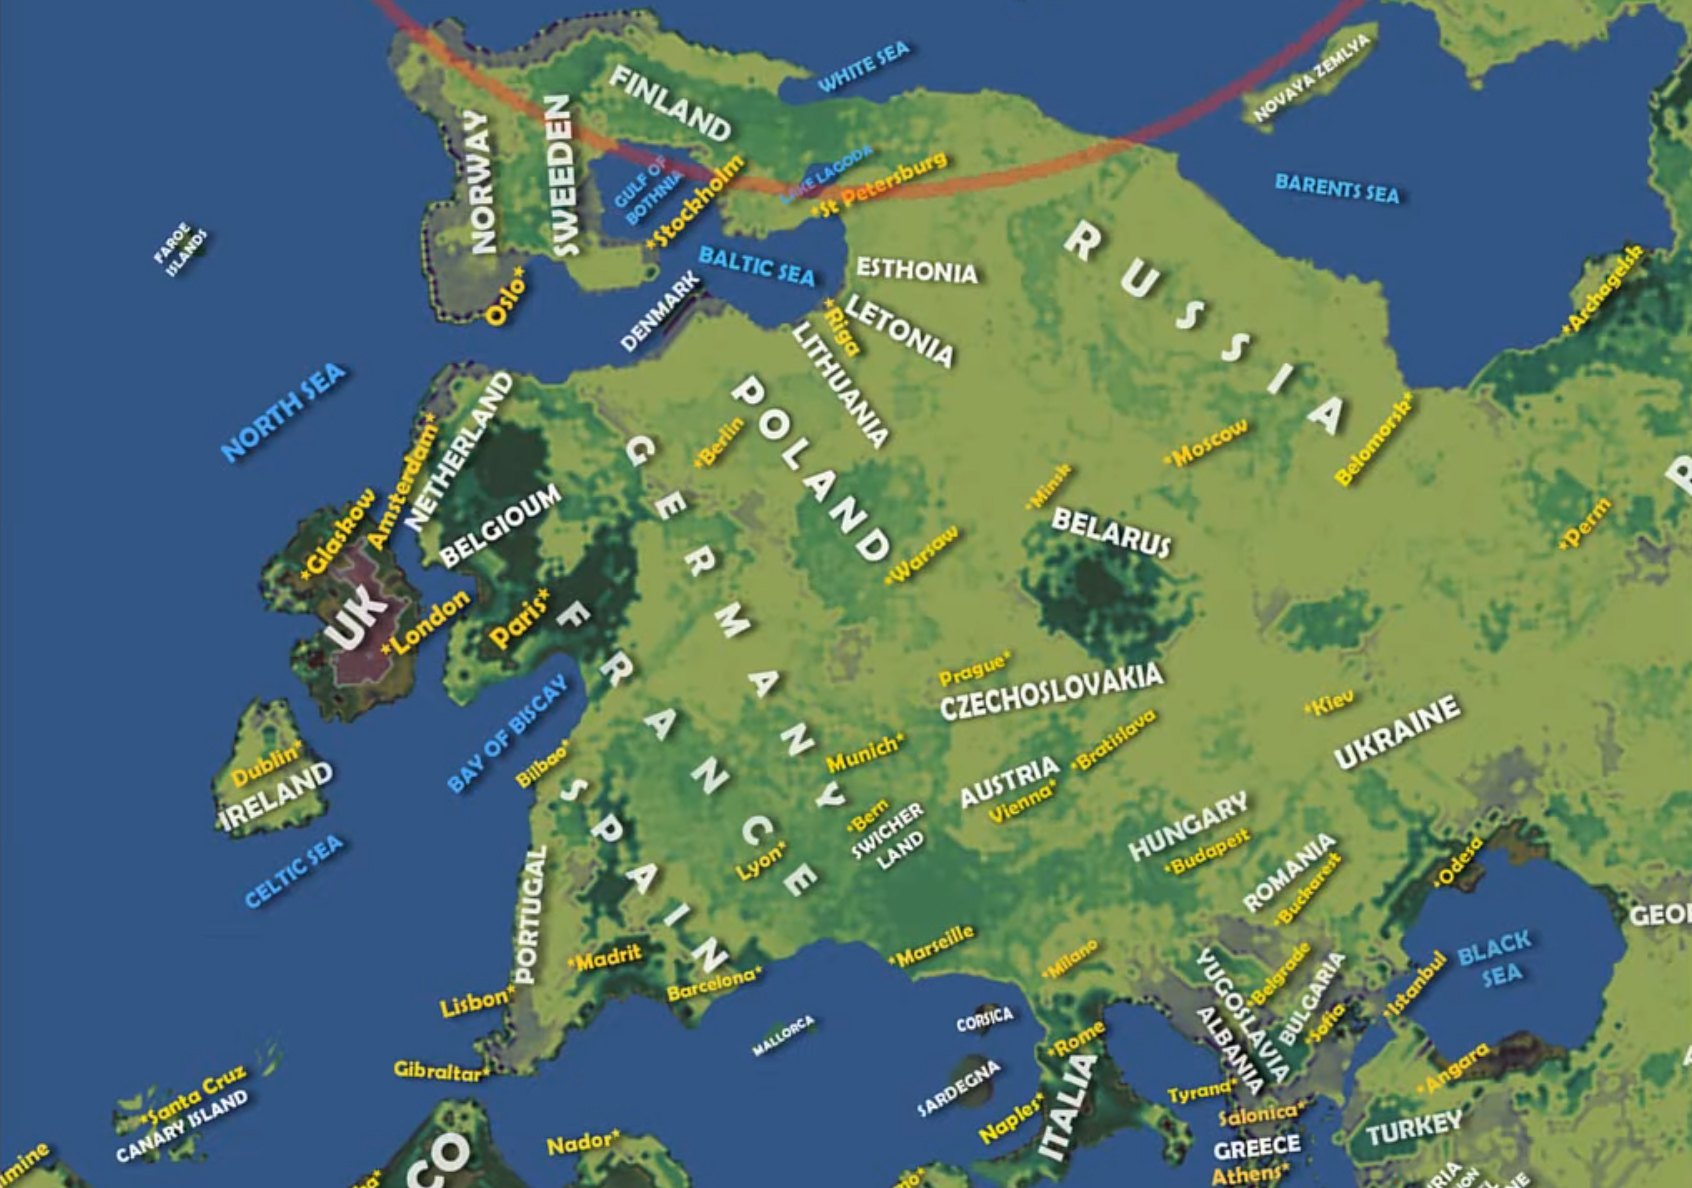 WHITE SEA
NOVAYA ZEMLYA
FINLAND
NORWAY
SWEEDEN
GULF OF
BOTHNIA
*Stockholm
LAKE LAGODA
*St Petersburg
BARENTS SEA
FAROE
ISLANDS
Oslo*
BALTIC SEA
ESTHONIA
RUSSIA
*Archagelsk
DENMARK
*Riga
LETONIA
LITHUANIA
NORTH SEA
NETHERLAND
Amsterdam*
POLAND
*Berlin
GERMANY
*Moscow
Belomorsk*
*Minsk
BELARUS
*Perm
*Glaskow
BELGIOUM
*Warsaw
UK
*London
Paris*
FRANCE
Prague*
CZECHOSLOVAKIA
*Kiev
UKRAINE
BAY OF BISCAY
Bilbao*
Munich*
*Bratislava
AUSTRIA
Vienna*
Dublin*
IRELAND
SPAIN
*Bern
SWICHER
LAND
HUNGARY
*Budapest
Lyon*
CELTIC SEA
ROMANIA
*Buckarest
*Odesa
PORTUGAL
GEO
BLACK
SEA
*Madrit
Barcelona*
*Marseille
*Milano
YUGOSLAVIA
*Belgrade
BULGARIA
*Sofia
*Istanbul
Lisbon*
MALLORCA
CORSICA
ALBANIA
*Rome
Gibraltar*
SARDEGNA
ITALIA
Tyrana*
*Angara
*Santa Cruz
CANARY ISLAND
Naples*
Salonica*
TURKEY
Nador*
GREECE
Athens*
CO